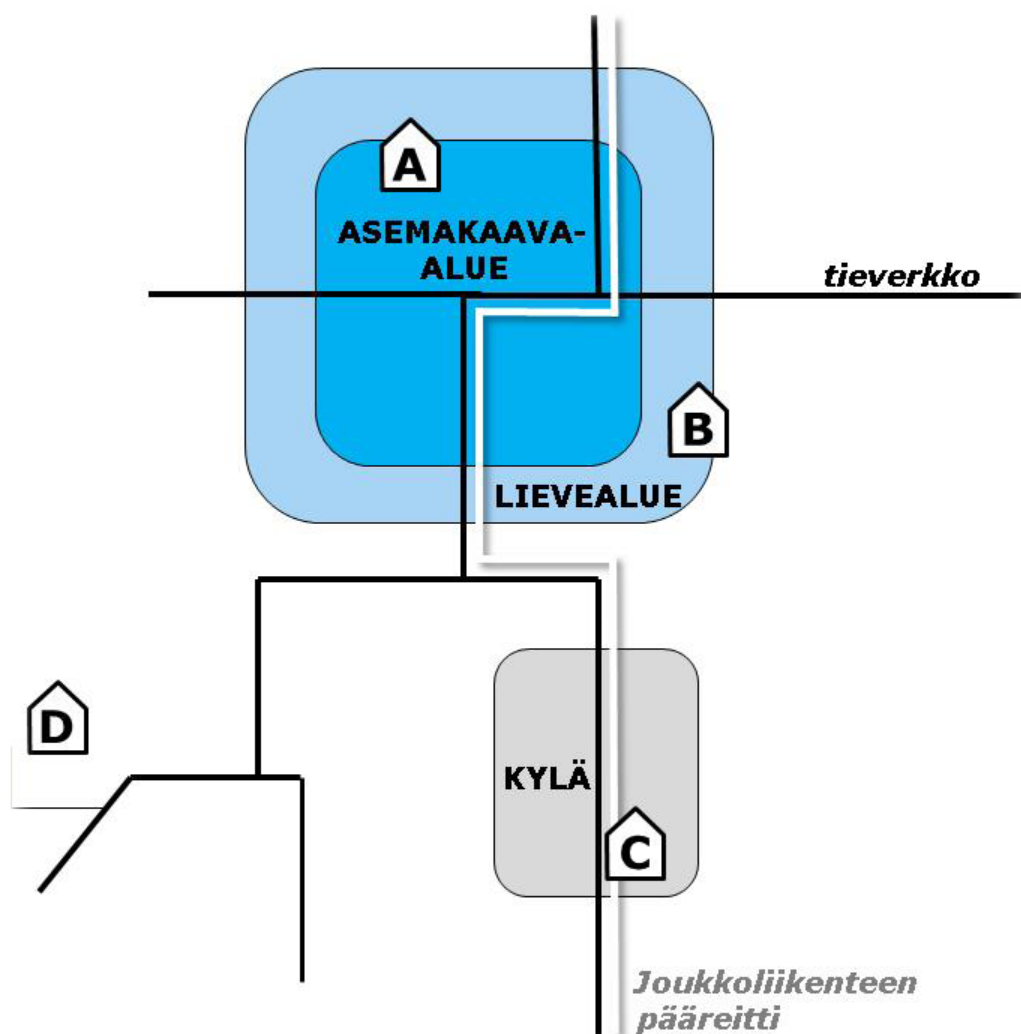 A
ASEMAKAAVA-
ALUE
tieverkko
B
LIEVEALUE
D
KYLÄ
C
Joukkoliikenteen
pääreitti